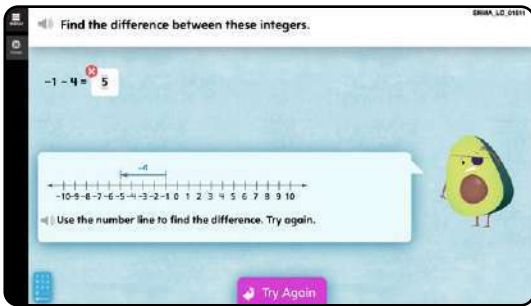 Find the difference between these integers.
−1 − 4 = 5
−4
−10 −9 −8 −7 −6 −5 −4 −3 −2 −1 0 1 2 3 4 5 6 7 8 9 10
Use the number line to find the difference. Try again.
Try Again